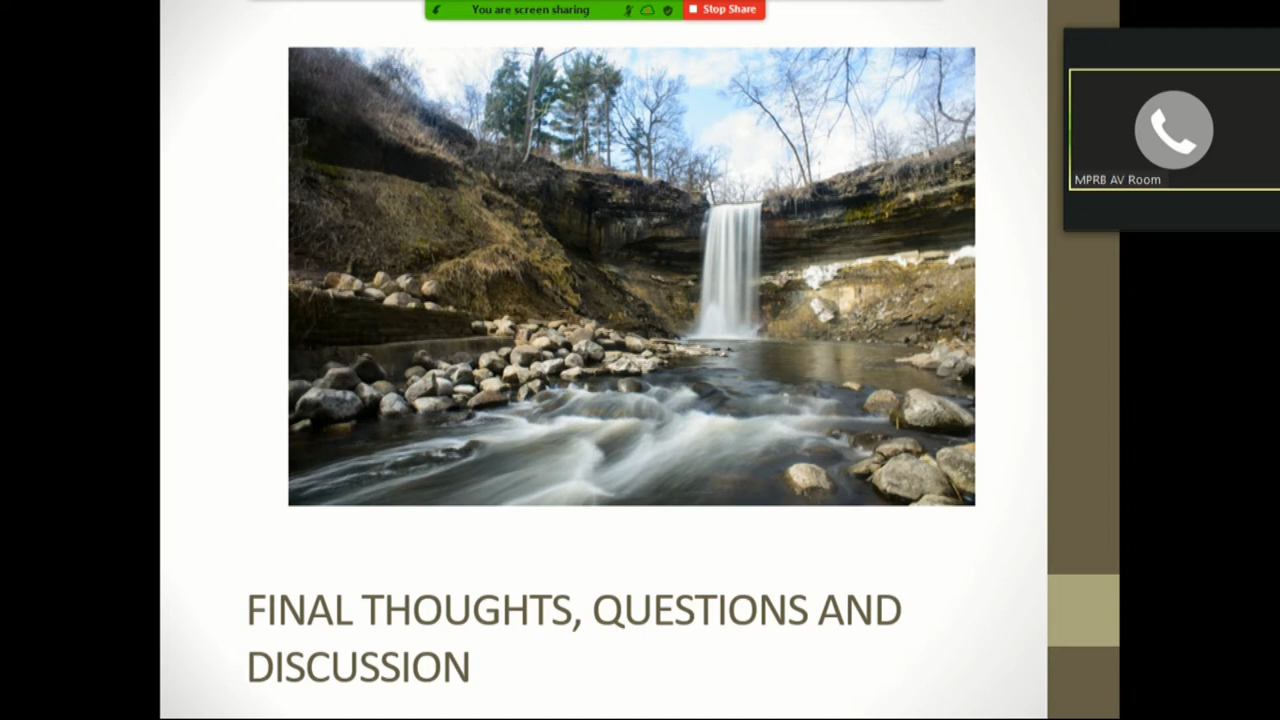 You are screen sharing
Stop Share
MPRB AV Room
FINAL THOUGHTS, QUESTIONS AND
DISCUSSION